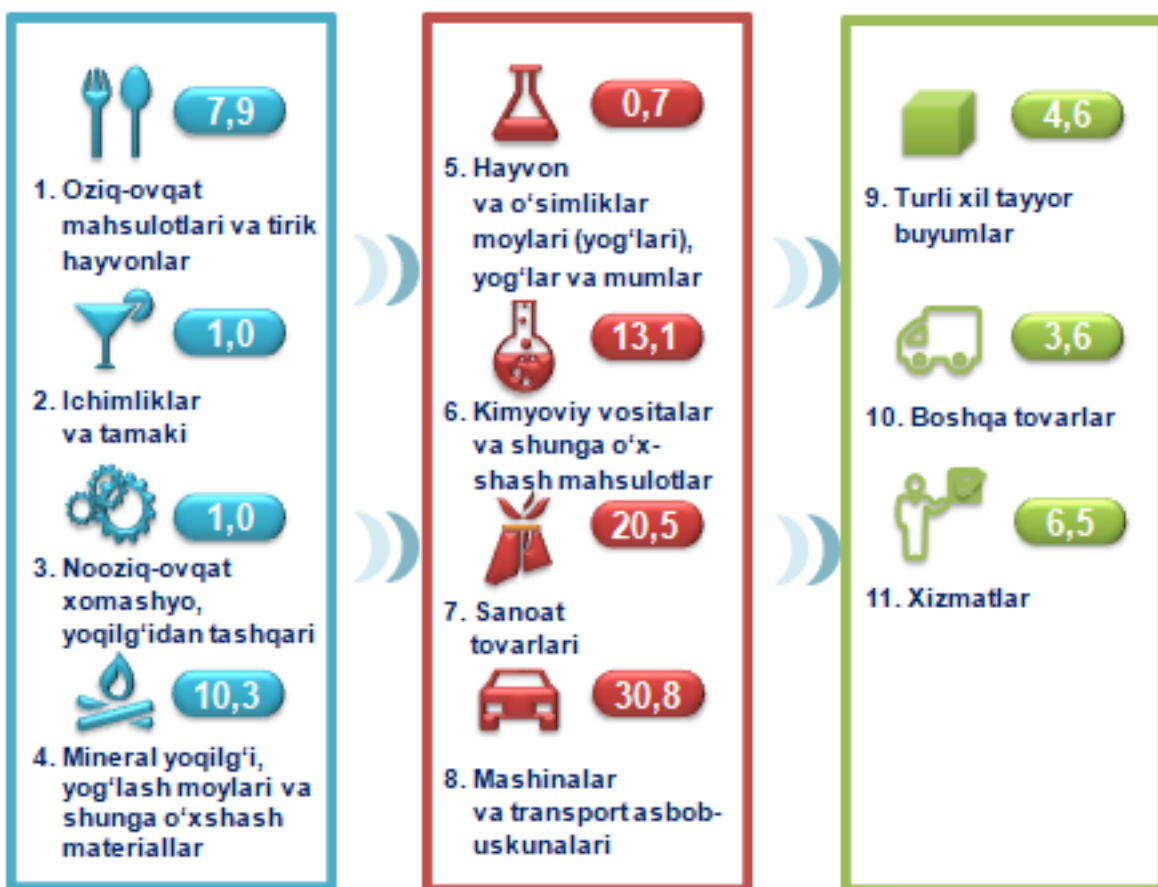 7,9
1. Oziq-ovqat
mahsulotlari va tirik
hayvonlar
1,0
2. Ichimliklar
va tamaki
1,0
3. Nooziq-ovqat
xomashyo,
yoqilg‘idan tashqari
10,3
4. Mineral yoqilg‘i,
yog‘lash moylari va
shunga o‘xshash
materiallar
0,7
5. Hayvon
va o‘simliklar
moylari (yog‘lari),
yog‘lar va mumlar
13,1
6. Kimyoviy vositalar
va shunga o‘x-
shash mahsulotlar
20,5
7. Sanoat
tovarlari
30,8
8. Mashinalar
va transport asbob-
uskunalari
4,6
9. Turli xil tayyor
buyumlar
3,6
10. Boshqa tovarlar
6,5
11. Xizmatlar